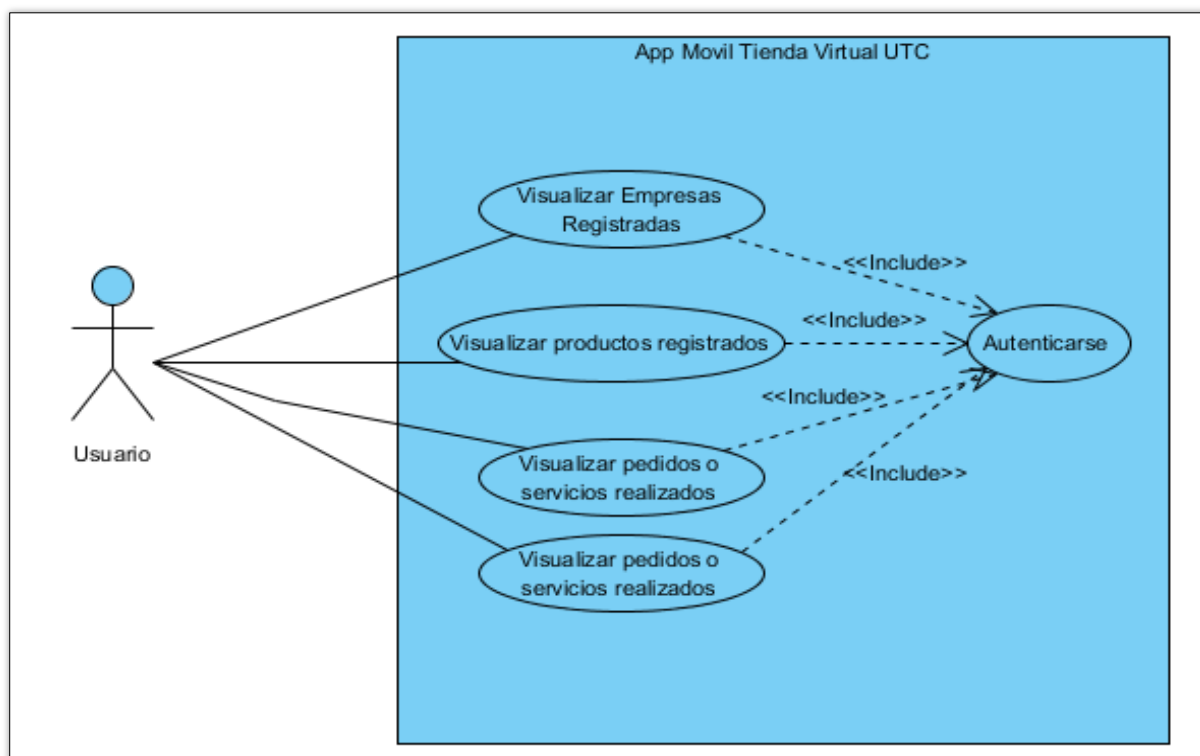 App Movil Tienda Virtual UTC
Visualizar Empresas
Registradas
<<Include>>
<<Include>>
Visualizar productos registrados
Autenticarse
<<Include>>
Usuario
Visualizar pedidos o
servicios realizados
<<Include>>
Visualizar pedidos o
servicios realizados